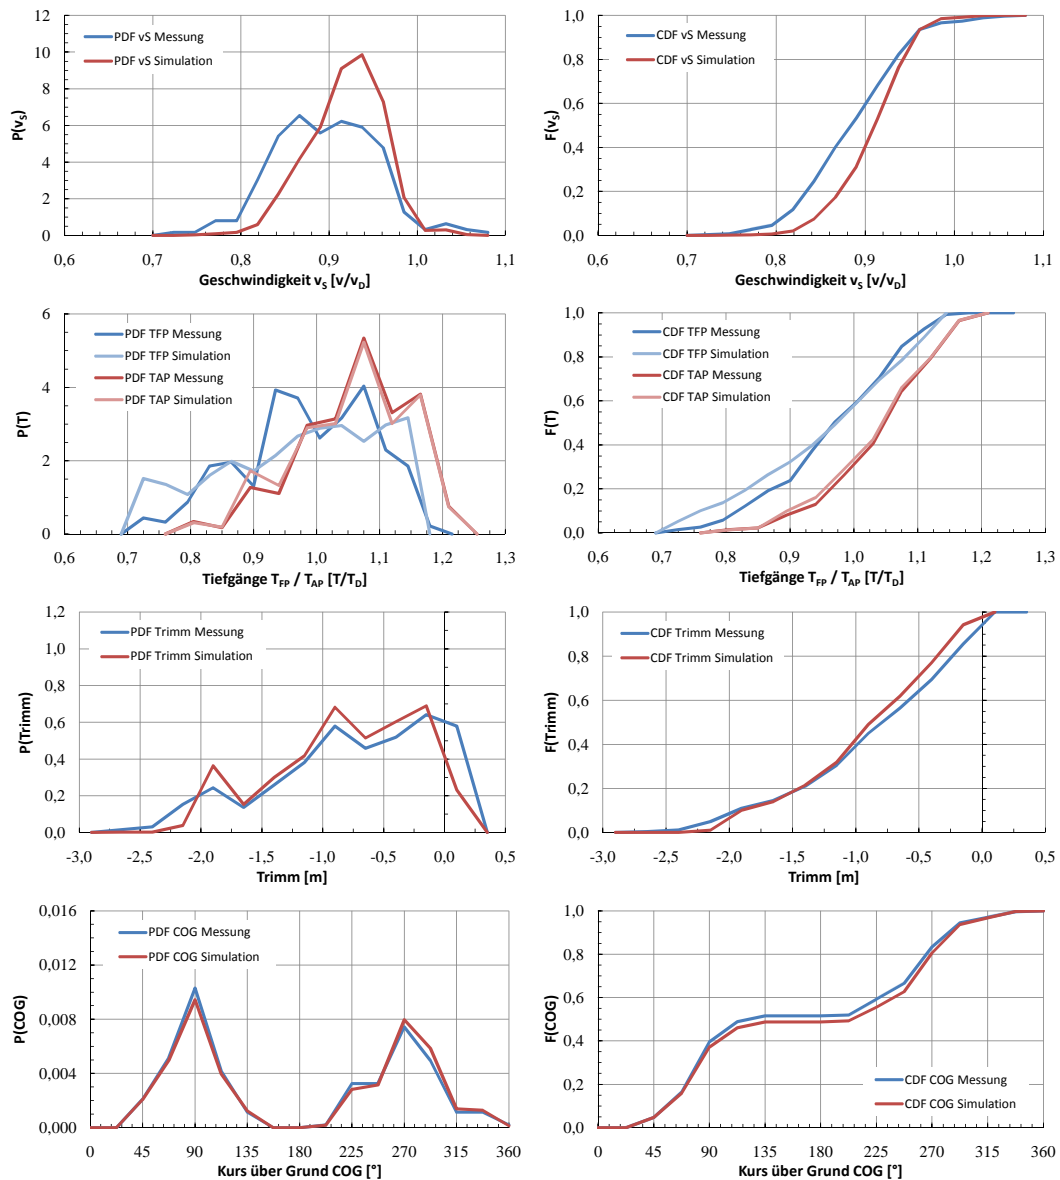 12
10
8
6
4
2
0
P(vS)
PDF vS Messung
PDF vS Simulation
0,6 0,7 0,8 0,9 1,0 1,1
Geschwindigkeit vS [v/vD]
1,0
0,8
0,6
0,4
0,2
0,0
F(vS)
CDF vS Messung
CDF vS Simulation
0,6 0,7 0,8 0,9 1,0 1,1
Geschwindigkeit vS [v/vD]
6
4
2
0
P(T)
PDF TFP Messung
PDF TFP Simulation
PDF TAP Messung
PDF TAP Simulation
0,6 0,7 0,8 0,9 1,0 1,1 1,2 1,3
Tiefgänge TFP / TAP [T/TD]
1,0
0,8
0,6
0,4
0,2
0,0
F(T)
CDF TFP Messung
CDF TFP Simulation
CDF TAP Messung
CDF TAP Simulation
0,6 0,7 0,8 0,9 1,0 1,1 1,2 1,3
Tiefgänge TFP / TAP [T/TD]
1,2
1,0
0,8
0,6
0,4
0,2
0,0
P(Trimm)
PDF Trimm Messung
PDF Trimm Simulation
-3,0 -2,5 -2,0 -1,5 -1,0 -0,5 0,0 0,5
Trimm [m]
1,0
0,8
0,6
0,4
0,2
0,0
F(Trimm)
CDF Trimm Messung
CDF Trimm Simulation
-3,0 -2,5 -2,0 -1,5 -1,0 -0,5 0,0 0,5
Trimm [m]
0,016
0,012
0,008
0,004
0,000
P(COG)
PDF COG Messung
PDF COG Simulation
0 45 90 135 180 225 270 315 360
Kurs über Grund COG [°]
1,0
0,8
0,6
0,4
0,2
0,0
F(COG)
CDF COG Messung
CDF COG Simulation
0 45 90 135 180 225 270 315 360
Kurs über Grund COG [°]